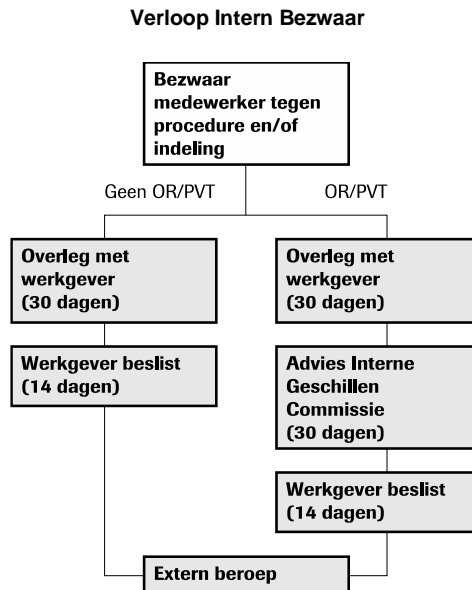 Verloop Intern Bezwaar
Bezwaar
medewerker tegen
procedure en/of
indeling
Geen OR/PVT
OR/PVT
Overleg met
werkgever
(30 dagen)
Overleg met
werkgever
(30 dagen)
Werkgever beslist
(14 dagen)
Advies Interne
Geschillen
Commissie
(30 dagen)
Werkgever beslist
(14 dagen)
Extern beroep